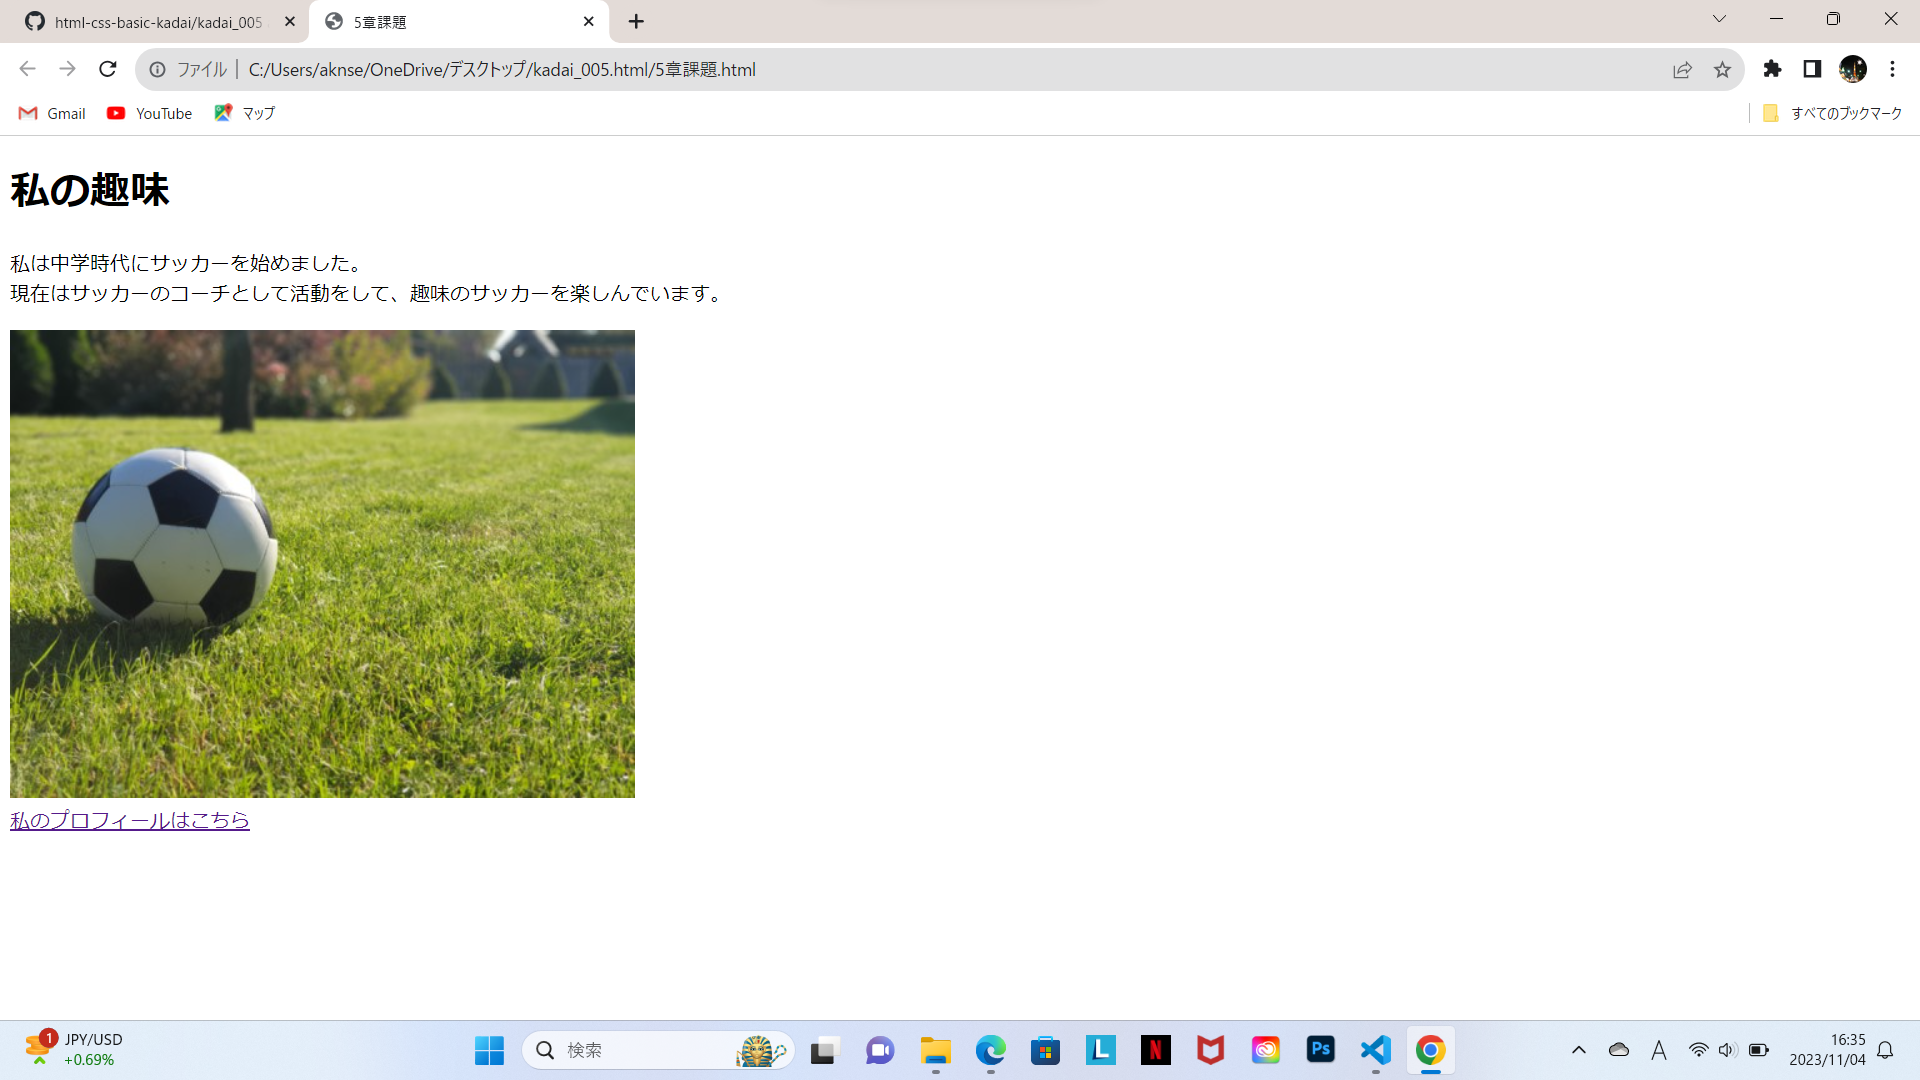 html-css-basic-kadai/kadai_005
5章課題
ファイル
C:/Users/aknse/OneDrive/デスクトップ/kadai_005.html/5章課題.html
Gmail
YouTube
マップ
すべてのブックマーク
私の趣味
私は中学時代にサッカーを始めました。
現在はサッカーのコーチとして活動をして、趣味のサッカーを楽しんでいます。
私のプロフィールはこちら
1
JPY/USD
+0.69%
検索
L
N
Ps
A
16:35
2023/11/04